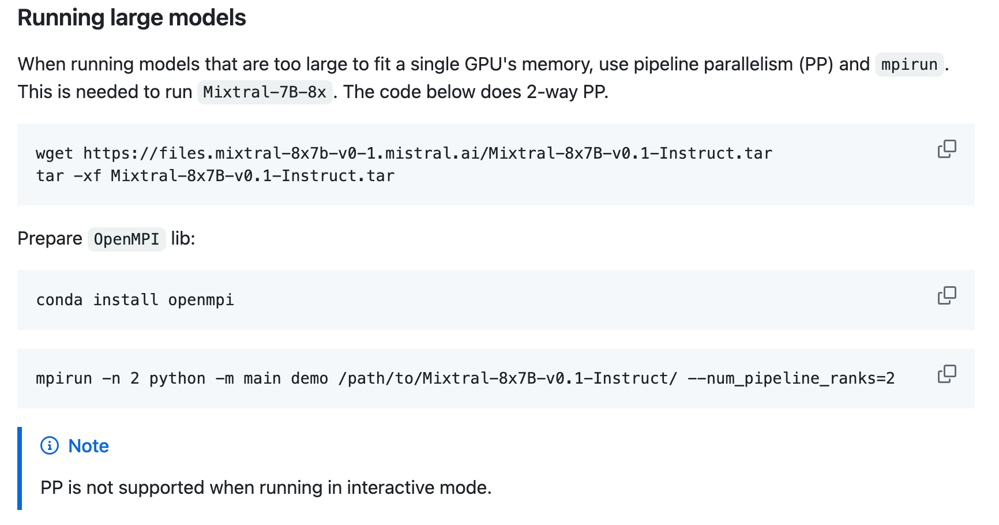 Running large models
When running models that are too large to fit a single GPU's memory, use pipeline parallelism (PP) and mpirun.
This is needed to run Mixtral-7B-8x. The code below does 2-way PP.
wget https://files.mixtral-8x7b-v0-1.mistral.ai/Mixtral-8x7B-v0.1-Instruct.tar
tar -xf Mixtral-8x7B-v0.1-Instruct.tar
Prepare OpenMPI lib:
conda install openmpi
mpirun -n 2 python -m main demo /path/to/Mixtral-8x7B-v0.1-Instruct/ --num_pipeline_ranks=2
Note
PP is not supported when running in interactive mode.